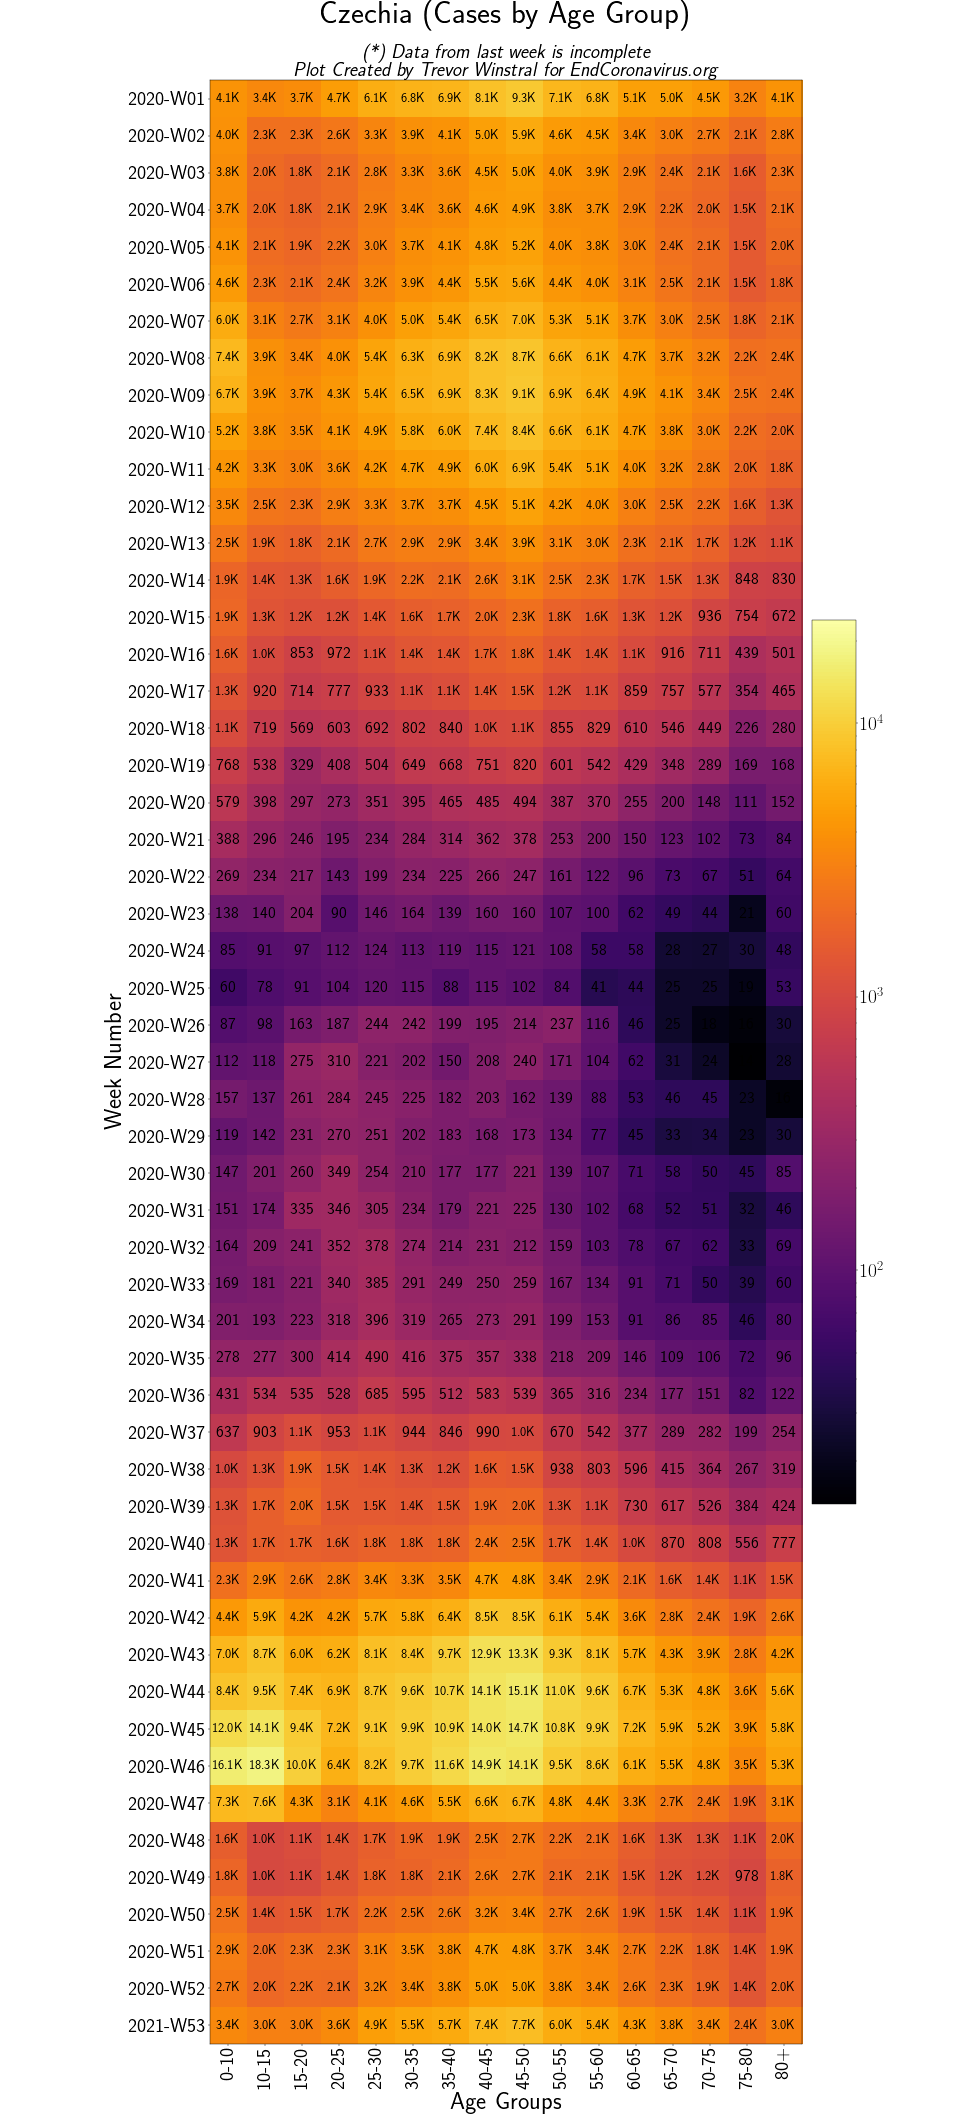 Czechia (Cases by Age Group)
(*) Data from last week is incomplete
Plot Created by Trevor Winstral for EndCoronavirus.org
2020-W01 4.1K 3.4K 3.7K 4.7K 6.1K 6.8K 6.9K 8.1K 9.3K 7.1K 6.8K 5.1K 5.0K 4.5K 3.2K 4.1K
2020-W02 4.0K 2.3K 2.3K 2.6K 3.3K 3.9K 4.1K 5.0K 5.9K 4.6K 4.5K 3.4K 3.0K 2.7K 2.1K 2.8K
2020-W03 3.8K 2.0K 1.8K 2.1K 2.8K 3.3K 3.6K 4.5K 5.0K 4.0K 3.9K 2.9K 2.4K 2.1K 1.6K 2.3K
2020-W04 3.7K 2.0K 1.8K 2.1K 2.9K 3.4K 3.6K 4.6K 4.9K 3.8K 3.7K 2.9K 2.2K 2.0K 1.5K 2.1K
2020-W05 4.1K 2.1K 1.9K 2.2K 3.0K 3.7K 4.1K 4.8K 5.2K 4.0K 3.8K 3.0K 2.4K 2.1K 1.5K 2.0K
2020-W06 4.6K 2.3K 2.1K 2.4K 3.2K 3.9K 4.4K 5.5K 5.6K 4.4K 4.0K 3.1K 2.5K 2.1K 1.5K 1.8K
2020-W07 6.0K 3.1K 2.7K 3.1K 4.0K 5.0K 5.4K 6.5K 7.0K 5.3K 5.1K 3.7K 3.0K 2.5K 1.8K 2.1K
2020-W08 7.4K 3.9K 3.4K 4.0K 5.4K 6.3K 6.9K 8.2K 8.7K 6.6K 6.1K 4.7K 3.7K 3.2K 2.2K 2.4K
2020-W09 6.7K 3.9K 3.7K 4.3K 5.4K 6.5K 6.9K 8.3K 9.1K 6.9K 6.4K 4.9K 4.1K 3.4K 2.5K 2.4K
2020-W10 5.2K 3.8K 3.5K 4.1K 4.9K 5.8K 6.0K 7.4K 8.4K 6.6K 6.1K 4.7K 3.8K 3.0K 2.2K 2.0K
2020-W11 4.2K 3.3K 3.0K 3.6K 4.2K 4.7K 4.9K 6.0K 6.9K 5.4K 5.1K 4.0K 3.2K 2.8K 2.0K 1.8K
2020-W12 3.5K 2.5K 2.3K 2.9K 3.3K 3.7K 3.7K 4.5K 5.1K 4.2K 4.0K 3.0K 2.5K 2.2K 1.6K 1.3K
2020-W13 2.5K 1.9K 1.8K 2.1K 2.7K 2.9K 2.9K 3.4K 3.9K 3.1K 3.0K 2.3K 2.1K 1.7K 1.2K 1.1K
2020-W14 1.9K 1.4K 1.3K 1.6K 1.9K 2.2K 2.1K 2.6K 3.1K 2.5K 2.3K 1.7K 1.5K 1.3K 848 830
2020-W15 1.9K 1.3K 1.2K 1.2K 1.4K 1.6K 1.7K 2.0K 2.3K 1.8K 1.6K 1.3K 1.2K 936 754 672
2020-W16 1.6K 1.0K 853 972 1.1K 1.4K 1.4K 1.7K 1.8K 1.4K 1.4K 1.1K 916 711 439 501
2020-W17 1.3K 920 714 777 933 1.1K 1.1K 1.4K 1.5K 1.2K 1.1K 859 757 577 354 465
2020-W18 1.1K 719 569 603 692 802 840 1.0K 1.1K 855 829 610 546 449 226 280
2020-W19 768 538 329 408 504 649 668 751 820 601 542 429 348 289 169 168
2020-W20 579 398 297 273 351 395 465 485 494 387 370 255 200 148 111 152
2020-W21 388 296 246 195 234 284 314 362 378 253 200 150 123 102 73 84
2020-W22 269 234 217 143 199 234 225 266 247 161 122 96 73 67 51 64
2020-W23 138 140 204 90 146 164 139 160 160 107 100 62 49 44 21 60
2020-W24 85 91 97 112 124 113 119 115 121 108 58 58 28 27 30 48
2020-W25 60 78 91 104 120 115 88 115 102 84 41 44 25 25 53
2020-W26 87 98 163 187 244 242 199 195 214 237 116 46 25 30
2020-W27 112 118 275 310 221 202 150 208 240 171 104 62 31 24 28
2020-W28 157 137 261 284 245 225 182 203 162 139 88 53 46 45 23
2020-W29 119 142 231 270 251 202 183 168 173 134 77 45 33 34 23 30
2020-W30 147 201 260 349 254 210 177 177 221 139 107 71 58 50 45 85
2020-W31 151 174 335 346 305 234 179 221 225 130 102 68 52 51 32 46
2020-W32 164 209 241 352 378 274 214 231 212 159 103 78 67 62 33 69
2020-W33 169 181 221 340 385 291 249 250 259 167 134 91 71 50 39 60
2020-W34 201 193 223 318 396 319 265 273 291 199 153 91 86 85 46 80
2020-W35 278 277 300 414 490 416 375 357 338 218 209 146 109 106 72 96
2020-W36 431 534 535 528 685 595 512 583 539 365 316 234 177 151 82 122
2020-W37 637 903 1.1K 953 1.1K 944 846 990 1.0K 670 542 377 289 282 199 254
2020-W38 1.0K 1.3K 1.9K 1.5K 1.4K 1.3K 1.2K 1.6K 1.5K 938 803 596 415 364 267 319
2020-W39 1.3K 1.7K 2.0K 1.5K 1.5K 1.4K 1.5K 1.9K 2.0K 1.3K 1.1K 730 617 526 384 424
2020-W40 1.3K 1.7K 1.7K 1.6K 1.8K 1.8K 1.8K 2.4K 2.5K 1.7K 1.4K 1.0K 870 808 556 777
2020-W41 2.3K 2.9K 2.6K 2.8K 3.4K 3.3K 3.5K 4.7K 4.8K 3.4K 2.9K 2.1K 1.6K 1.4K 1.1K 1.5K
2020-W42 4.4K 5.9K 4.2K 4.2K 5.7K 5.8K 6.4K 8.5K 8.5K 6.1K 5.4K 3.6K 2.8K 2.4K 1.9K 2.6K
2020-W43 7.0K 8.7K 6.0K 6.2K 8.1K 8.4K 9.7K 12.9K 13.3K 9.3K 8.1K 5.7K 4.3K 3.9K 2.8K 4.2K
2020-W44 8.4K 9.5K 7.4K 6.9K 8.7K 9.6K 10.7K 14.1K 15.1K 11.0K 9.6K 6.7K 5.3K 4.8K 3.6K 5.6K
2020-W45 12.0K 14.1K 9.4K 7.2K 9.1K 9.9K 10.9K 14.0K 14.7K 10.8K 9.9K 7.2K 5.9K 5.2K 3.9K 5.8K
2020-W46 16.1K 18.3K 10.0K 6.4K 8.2K 9.7K 11.6K 14.9K 14.1K 9.5K 8.6K 6.1K 5.5K 4.8K 3.5K 5.3K
2020-W47 7.3K 7.6K 4.3K 3.1K 4.1K 4.6K 5.5K 6.6K 6.7K 4.8K 4.4K 3.3K 2.7K 2.4K 1.9K 3.1K
2020-W48 1.6K 1.0K 1.1K 1.4K 1.7K 1.9K 1.9K 2.5K 2.7K 2.2K 2.1K 1.6K 1.3K 1.3K 1.1K 2.0K
2020-W49 1.8K 1.0K 1.1K 1.4K 1.8K 1.8K 2.1K 2.6K 2.7K 2.1K 2.1K 1.5K 1.2K 1.2K 978 1.8K
2020-W50 2.5K 1.4K 1.5K 1.7K 2.2K 2.5K 2.6K 3.2K 3.4K 2.7K 2.6K 1.9K 1.5K 1.4K 1.1K 1.9K
2020-W51 2.9K 2.0K 2.3K 2.3K 3.1K 3.5K 3.8K 4.7K 4.8K 3.7K 3.4K 2.7K 2.2K 1.8K 1.4K 1.9K
2020-W52 2.7K 2.0K 2.2K 2.1K 3.2K 3.4K 3.8K 5.0K 5.0K 3.8K 3.4K 2.6K 2.3K 1.9K 1.4K 2.0K
2021-W53 3.4K 3.0K 3.0K 3.6K 4.9K 5.5K 5.7K 7.4K 7.7K 6.0K 5.4K 4.3K 3.8K 3.4K 2.4K 3.0K
0-10 10-15 15-20 20-25 25-30 30-35 35-40 40-45 45-50 50-55 55-60 60-65 65-70 70-75 75-80 80+
Age Groups
Week Number
10⁴
10³
10²